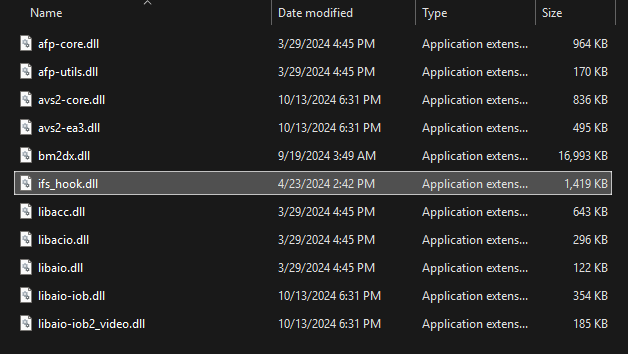 Name Date modified Type Size
afp-core.dll 3/29/2024 4:45 PM Application extens... 964 KB
afp-utils.dll 3/29/2024 4:45 PM Application extens... 170 KB
avs2-core.dll 10/13/2024 6:31 PM Application extens... 836 KB
avs2-ea3.dll 10/13/2024 6:31 PM Application extens... 495 KB
bm2dx.dll 9/19/2024 3:49 AM Application extens... 16,993 KB
ifs_hook.dll 4/23/2024 2:42 PM Application extens... 1,419 KB
libacc.dll 3/29/2024 4:45 PM Application extens... 643 KB
libacio.dll 3/29/2024 4:45 PM Application extens... 296 KB
libaio.dll 3/29/2024 4:45 PM Application extens... 122 KB
libaio-iob.dll 10/13/2024 6:31 PM Application extens... 354 KB
libaio-iob2_video.dll 10/13/2024 6:31 PM Application extens... 185 KB